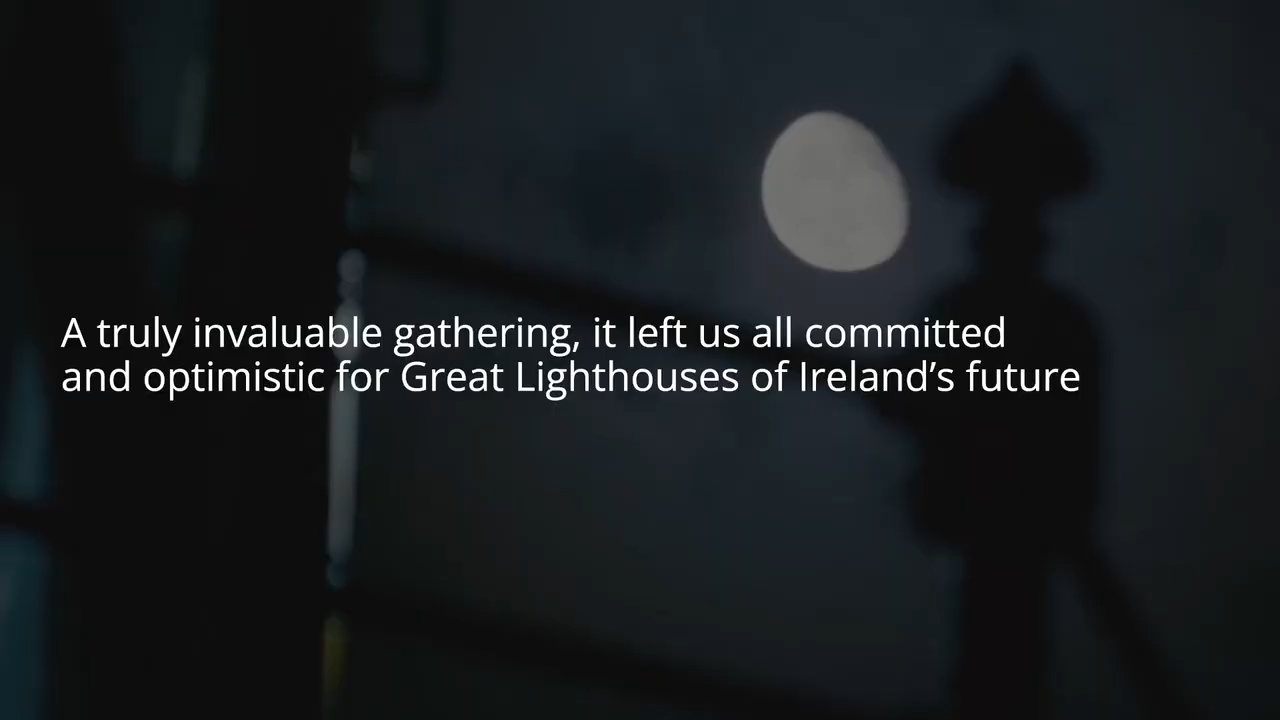 A truly invaluable gathering, it left us all committed
and optimistic for Great Lighthouses of Ireland’s future